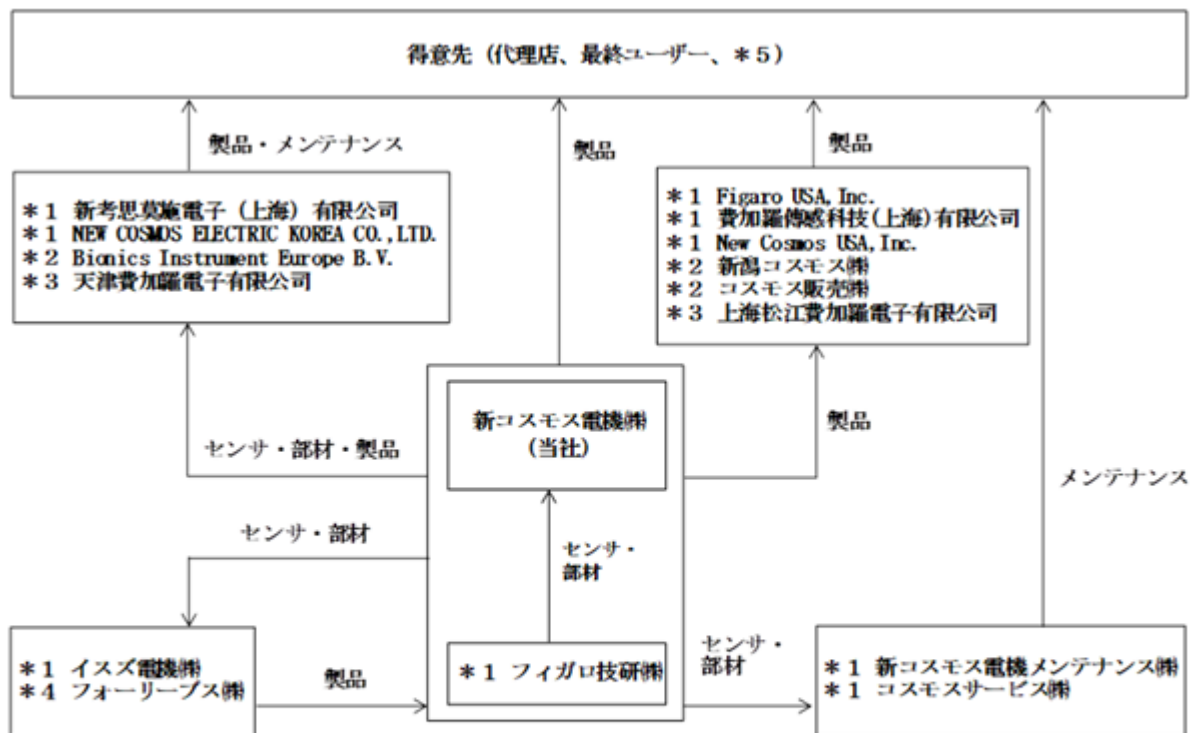 得意先（代理店、最終ユーザー、＊５）
製品・メンテナンス
製品
製品
＊１ 新考思莫施電子（上海）有限公司
＊１ NEW COSMOS ELECTRIC KOREA CO.,LTD.
＊２ Bionics Instrument Europe B.V.
＊３ 天津費加羅電子有限公司
＊１ Figaro USA,Inc.
＊１ 費加羅傳感科技(上海)有限公司
＊１ New Cosmos USA,Inc.
＊２ 新潟コスモス㈱
＊２ コスモス販売㈱
＊３ 上海松江費加羅電子有限公司
新コスモス電機㈱
（当社）
センサ・部材・製品
製品
メンテナンス
センサ・部材
センサ・
部材
＊１ イスズ電機㈱
＊４ フォーリーブス㈱
製品
＊１ フィガロ技研㈱
センサ・
部材
＊１ 新コスモス電機メンテナンス㈱
＊１ コスモスサービス㈱